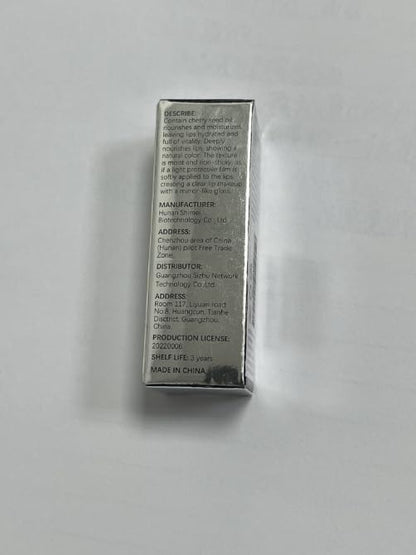 DESCRIBE:
Contain cherry seed oil
nourishes and moisturizes,
leaving lips hydrated and
full of vitality. Deeply
nourishes lips, showing a
natural color. The texture
is moist and non-sticky, as
if a light protective film is
softly applied to the lips,
creating a clear lip makeup
with a mirror-like gloss.
MANUFACTURER:
Hunan Shimei
Biotechnology Co., Ltd
ADDRESS:
Chenzhou area of China
(Hunan) pilot Free Trade
Zone,
DISTRIBUTOR:
Guangzhou Sizhu Network
Technology Co.,Ltd
ADDRESS:
Room 117, Liyuan road
No.8, Huangcun, Tianhe
Disctrict, Guangzhou,
China
PRODUCTION LICENSE:
20220006
SHELF LIFE: 3 years
MADE IN CHINA